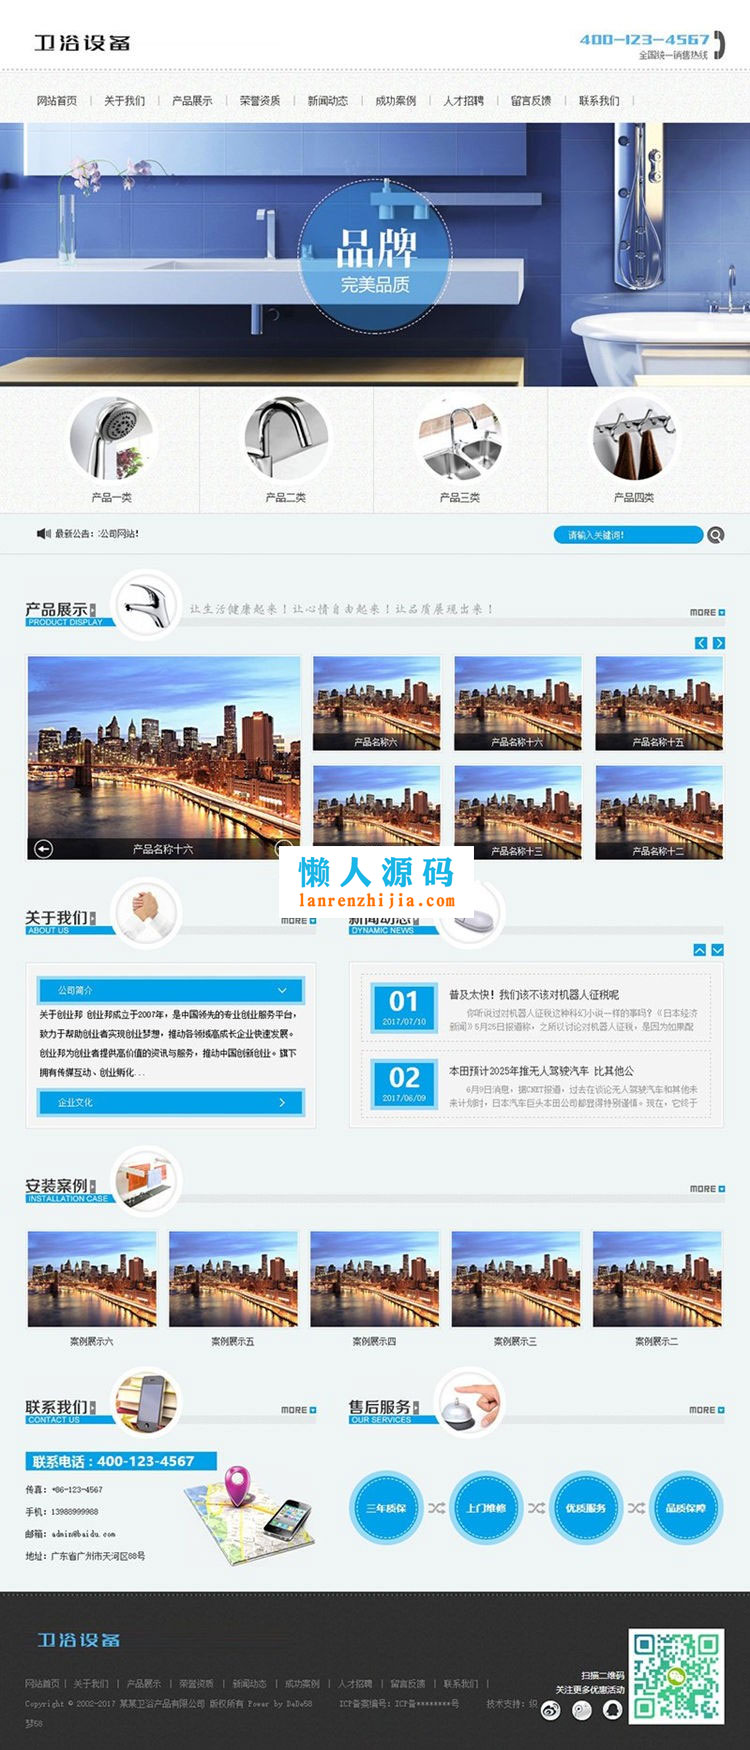 卫浴设备
400-123-4567
全国统一销售热线
网站首页 | 关于我们 | 产品展示 | 荣誉资质 | 新闻动态 | 成功案例 | 人才招聘 | 留言反馈 | 联系我们 |
品牌
完美品质
产品一类 产品二类 产品三类 产品四类
最新公告: 公司网站!
请输入关键词!
产品展示
PRODUCT DISPLAY
让生活健康起来!让心情自由起来!让品质展现出来!
MORE
产品名称六 产品名称十六 产品名称十五
产品名称十六
产品名称十三 产品名称十二
懒人源码
lanrenzhijia.com
关于我们
ABOUT US
MORE
新闻动态
DYNAMIC NEWS
公司简介
关于创业邦 创业邦成立于2007年，是中国领先的专业创业服务平台，
致力于帮助创业者实现创业梦想，推动各领域高成长企业快速发展。
创业邦为创业者提供高价值的资讯与服务，推动中国创新创业。旗下
拥有传媒互动、创业孵化...
企业文化
01
2017/07/10
普及太快！我们该不该对机器人征税呢
你听说过对机器人征税这种科幻小说一样的事吗？《日本经济
新闻》5月25日报道称，之所以讨论对机器人征税，是因为如果配
02
2017/06/09
本田预计2025年推无人驾驶汽车 比其他公
6月9日消息，据CNET报道，过去在谈论无人驾驶汽车和其他未
来计划时，日本汽车巨头本田公司都显得特别谨慎。现在，它终于
安装案例
INSTALLATION CASE
MORE
案例展示六 案例展示五 案例展示四 案例展示三 案例展示二
联系我们
CONTACT US
MORE
售后服务
OUR SERVICES
MORE
联系电话：400-123-4567
传真：+86-123-4567
手机：13988999988
邮箱：admin@baidu.com
地址：广东省广州市天河区88号
三年质保 上门维修 优质服务 品质保障
卫浴设备
网站首页 | 关于我们 | 产品展示 | 荣誉资质 | 新闻动态 | 成功案例 | 人才招聘 | 留言反馈 | 联系我们 |
Copyright © 2002-2017 某某卫浴产品有限公司 版权所有 Power by DeDe58 ICP备案编号：ICP备********号 技术支持：织
梦58
扫描二维码
关注更多优惠活动